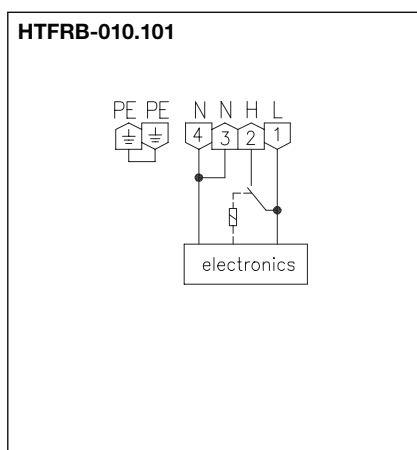 HTFRB-010.101
PE PE N N H L
4 3 2 1
electronics